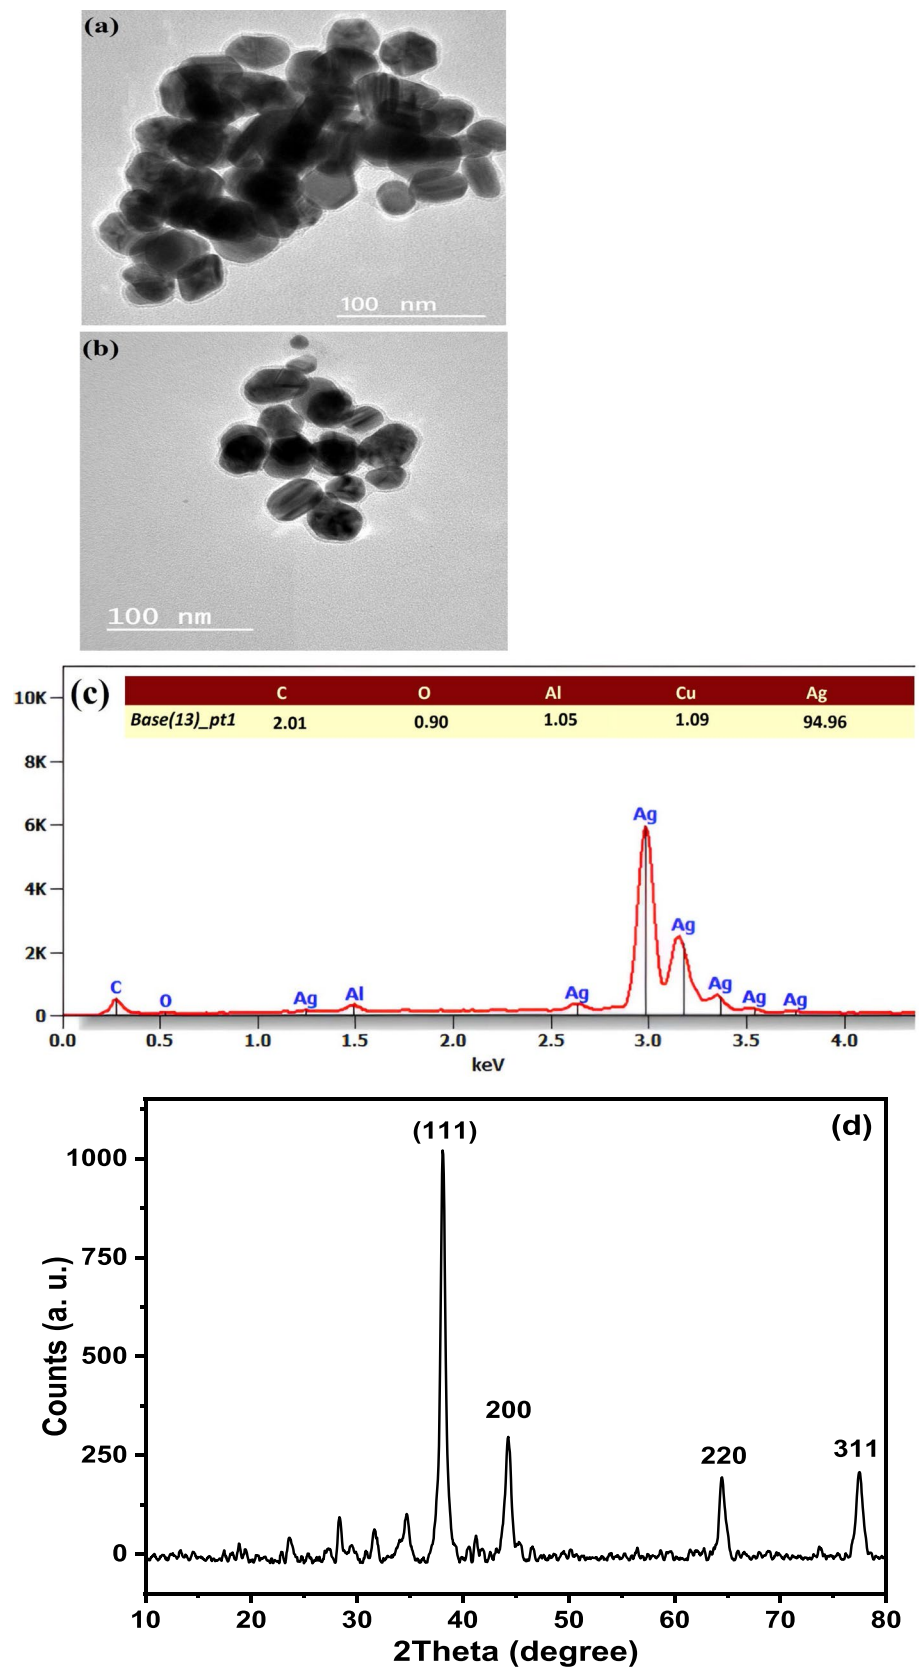 (a)
100 nm
(b)
100 nm
(c)
C O Al Cu Ag
Base(13)_pt1 2.01 0.90 1.05 1.09 94.96
10K
8K
6K
4K
2K
0
C
O
Ag
Al
Ag
Ag
Ag
Ag
Ag
Ag
0.0 0.5 1.0 1.5 2.0 2.5 3.0 3.5 4.0
keV
(d)
(111)
200
220
311
1000
750
500
250
0
Counts (a. u.)
10 20 30 40 50 60 70 80
2Theta (degree)